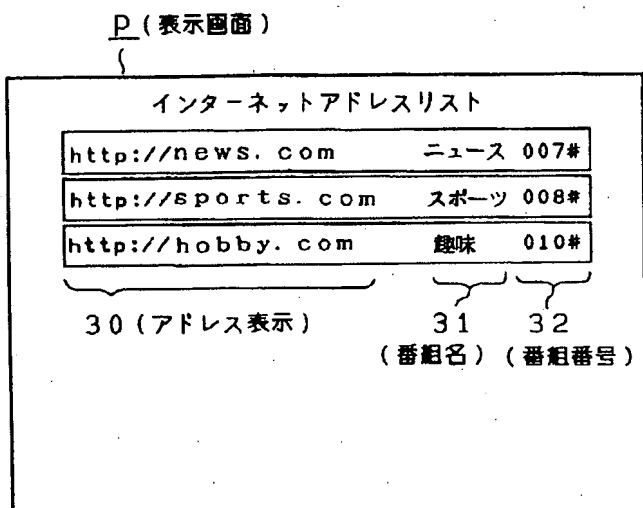 P(表示画面)
インターネットアドレスリスト
http://news.com ニュース 007#
http://sports.com スポーツ 008#
http://hobby.com 趣味 010#
30(アドレス表示) 31 32
(番組名) (番組番号)